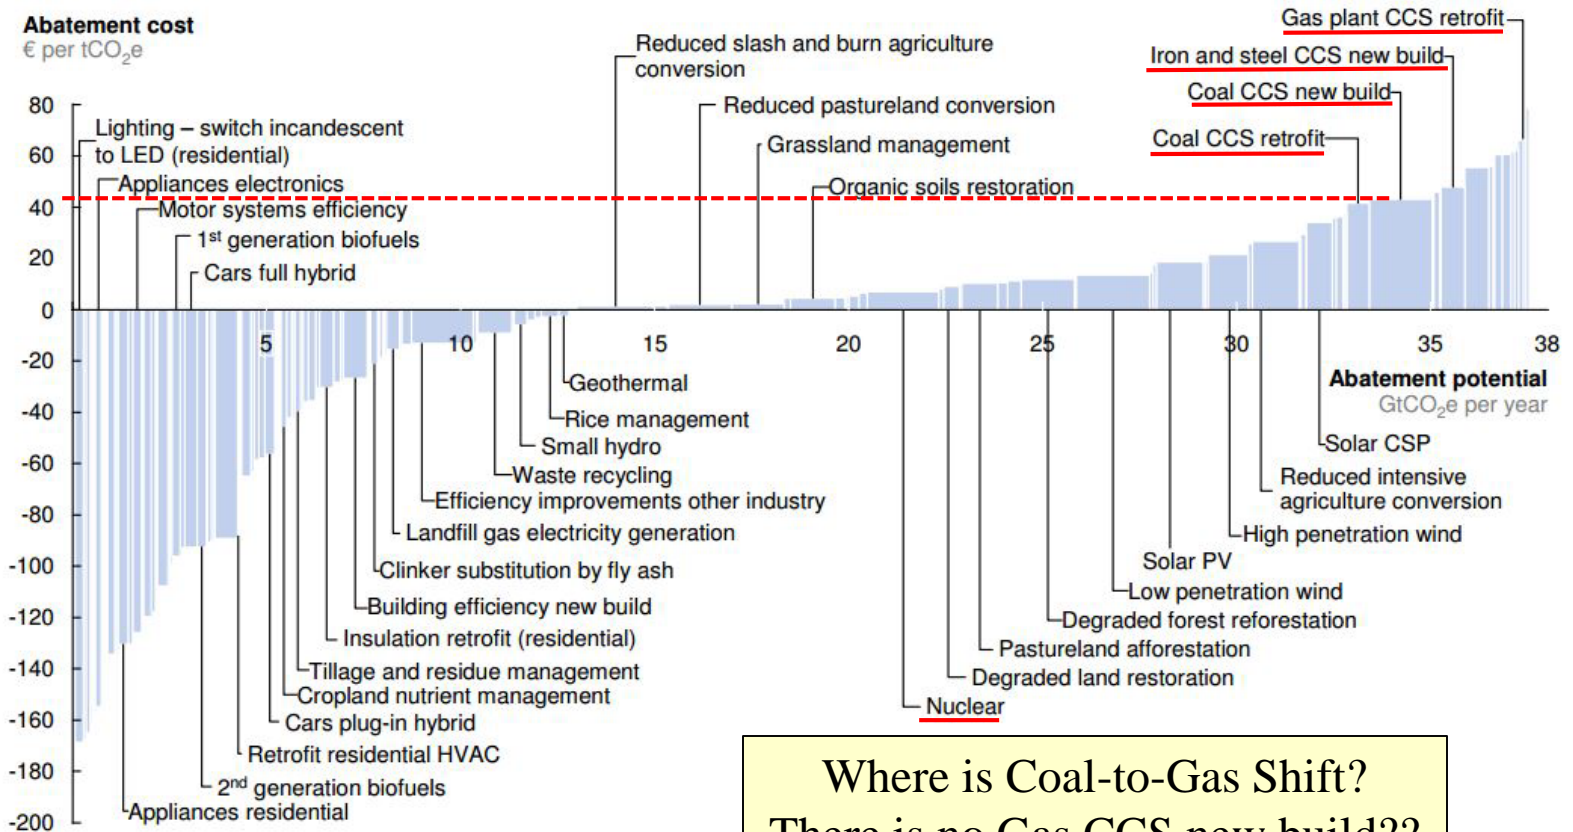 Abatement cost
€ per tCO2e
Gas plant CCS retrofit
Reduced slash and burn agriculture
conversion
Iron and steel CCS new build
Coal CCS new build
Reduced pastureland conversion
80
Lighting – switch incandescent
to LED (residential)
Grassland management
Coal CCS retrofit
60
Appliances electronics
Organic soils restoration
40
Motor systems efficiency
1st generation biofuels
20
Cars full hybrid
0
5
10
15
20
25
30
35
38
-20
Abatement potential
GtCO2e per year
Geothermal
-40
Rice management
Small hydro
Solar CSP
-60
Waste recycling
Reduced intensive
agriculture conversion
Efficiency improvements other industry
-80
Landfill gas electricity generation
High penetration wind
-100
Clinker substitution by fly ash
Solar PV
Low penetration wind
Building efficiency new build
-120
Degraded forest reforestation
Insulation retrofit (residential)
Pastureland afforestation
-140
Tillage and residue management
Degraded land restoration
Cropland nutrient management
Nuclear
-160
Cars plug-in hybrid
Retrofit residential HVAC
-180
2nd generation biofuels
Appliances residential
-200
Where is Coal-to-Gas Shift?
There is no Gas CCS new build??